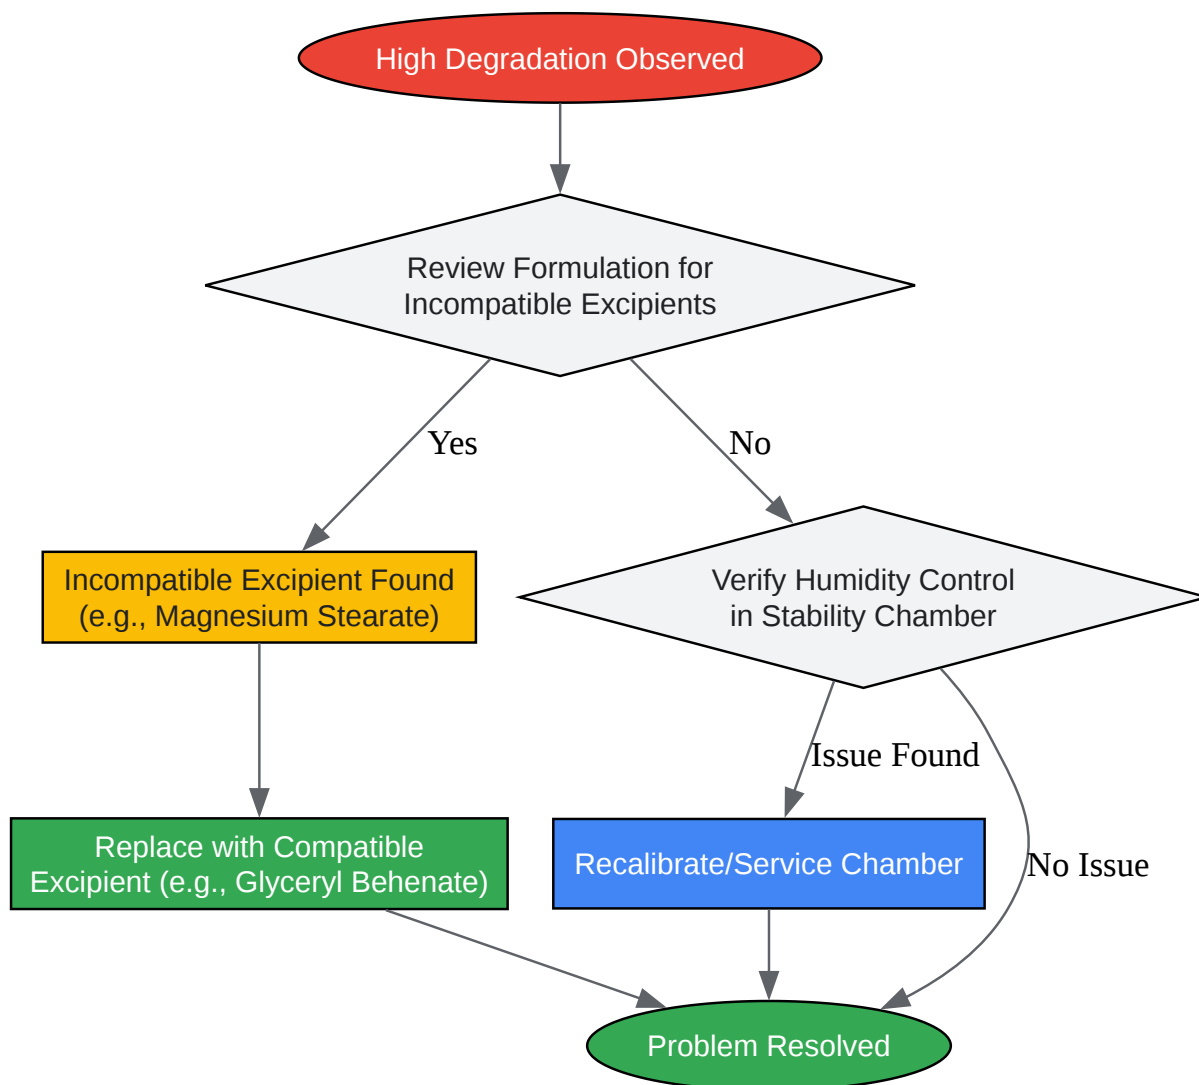 High Degradation Observed
Review Formulation for
Incompatible Excipients
Yes
No
Incompatible Excipient Found
(e.g., Magnesium Stearate)
Verify Humidity Control
in Stability Chamber
Issue Found
Replace with Compatible
Excipient (e.g., Glyceryl Behenate)
Recalibrate/Service Chamber
No Issue
Problem Resolved